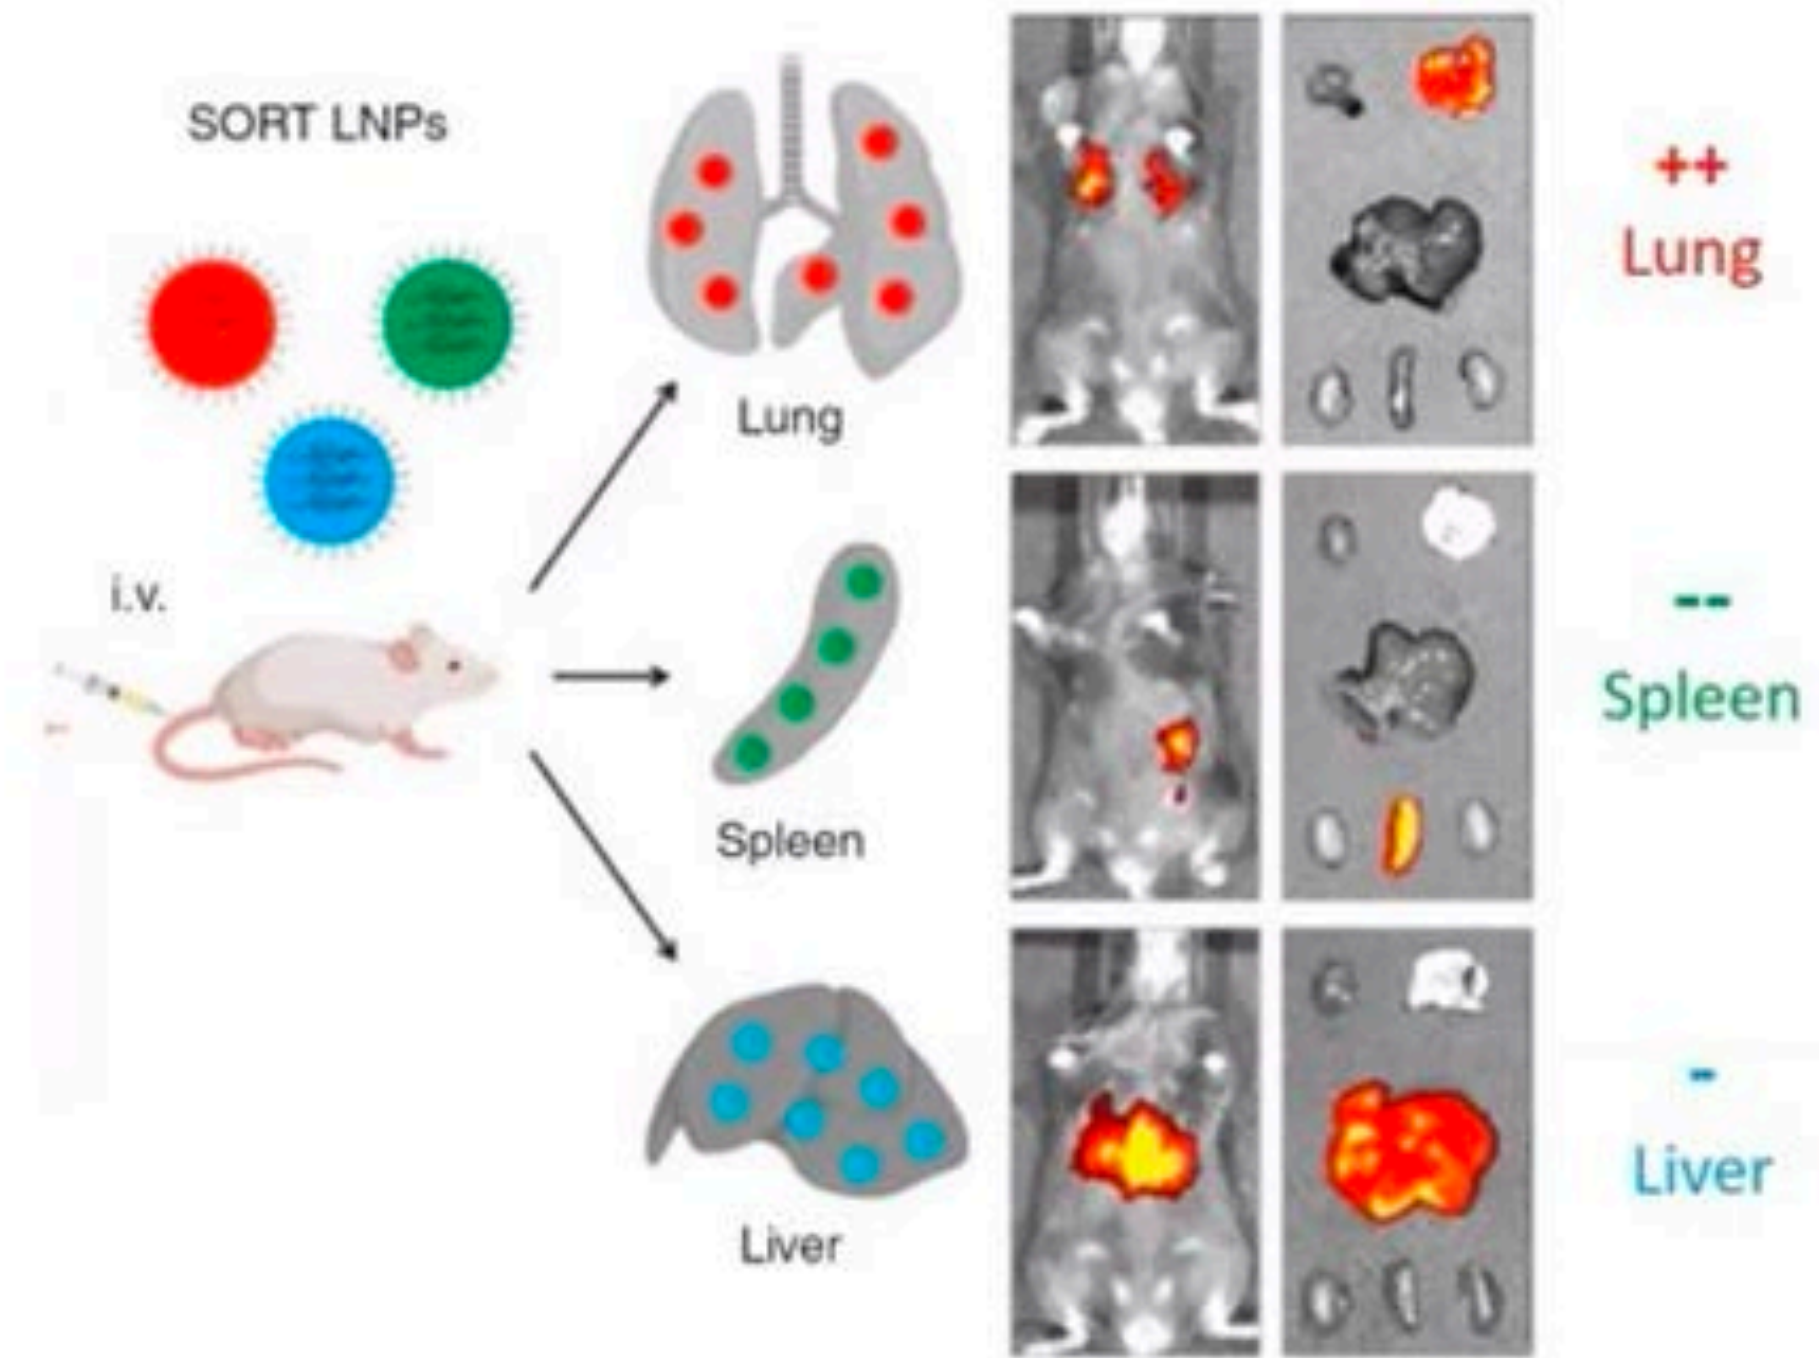 SORT LNPs
i.v.
Lung
Spleen
Liver
++
Lung
--
Spleen
-
Liver